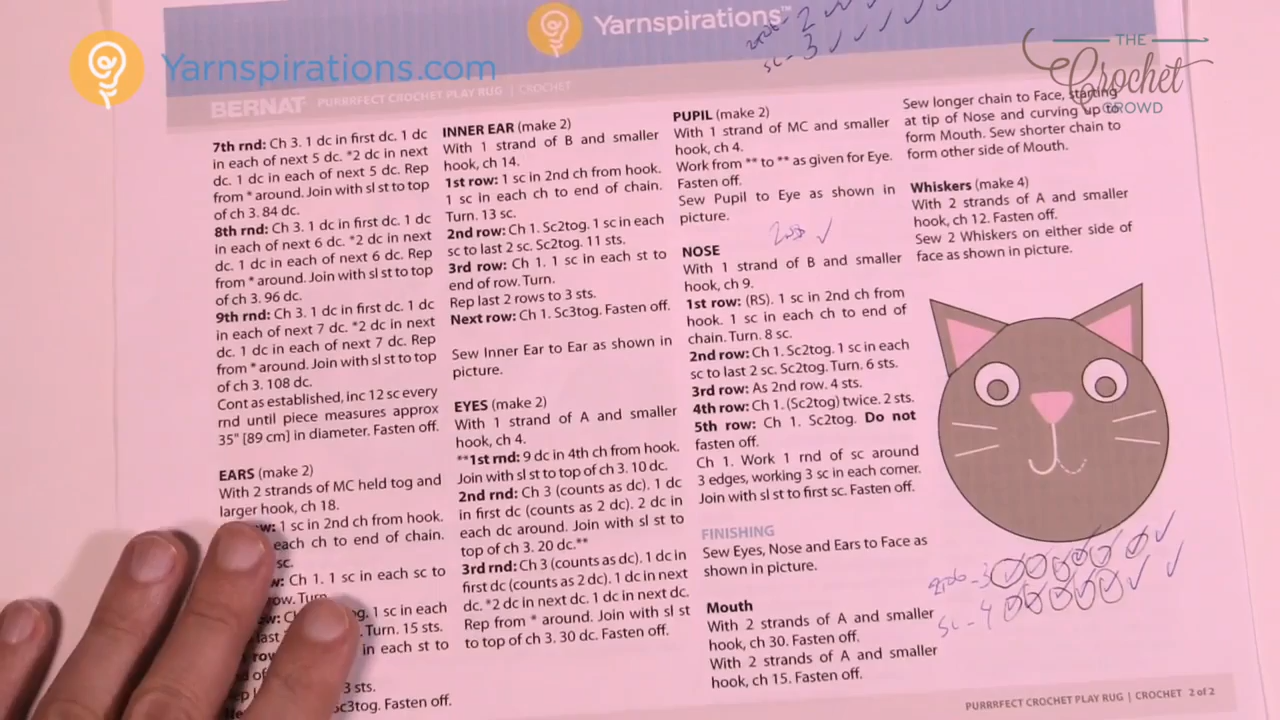 Yarnspirations™
Yarnspirations.com
THE
Crochet
CROWD
BERNAT PURRRFECT CROCHET PLAY RUG | CROCHET
2
sc - 3
7th rnd: Ch 3. 1 dc in first dc. 1 dc
in each of next 5 dc. *2 dc in next
dc. 1 dc in each of next 5 dc. Rep
from * around. Join with sl st to top
of ch 3. 84 dc.
8th rnd: Ch 3. 1 dc in first dc. 1 dc
in each of next 6 dc. *2 dc in next
dc. 1 dc in each of next 6 dc. Rep
from * around. Join with sl st to top
of ch 3. 96 dc.
9th rnd: Ch 3. 1 dc in first dc. 1 dc
in each of next 7 dc. *2 dc in next
dc. 1 dc in each of next 7 dc. Rep
from * around. Join with sl st to top
of ch 3. 108 dc.
Cont as established, inc 12 sc every
rnd until piece measures approx
35" [89 cm] in diameter. Fasten off.
EARS (make 2)
With 2 strands of MC held tog and
larger hook, ch 18.
1 sc in 2nd ch from hook.
each ch to end of chain.
sc.
Ch 1. 1 sc in each sc to
row. Turn.
1 sc in each
last Turn. 15 sts.
in each st to
3 sts.
Sc3tog. Fasten off.
INNER EAR (make 2)
With 1 strand of B and smaller
hook, ch 14.
1st row: 1 sc in 2nd ch from hook.
1 sc in each ch to end of chain.
Turn. 13 sc.
2nd row: Ch 1. Sc2tog. 1 sc in each
sc to last 2 sc. Sc2tog. 11 sts.
3rd row: Ch 1. 1 sc in each st to
end of row. Turn.
Rep last 2 rows to 3 sts.
Next row: Ch 1. Sc3tog. Fasten off.
Sew Inner Ear to Ear as shown in
picture.
EYES (make 2)
With 1 strand of A and smaller
hook, ch 4.
**1st rnd: 9 dc in 4th ch from hook.
Join with sl st to top of ch 3. 10 dc.
2nd rnd: Ch 3 (counts as dc). 1 dc
in first dc (counts as 2 dc). 2 dc in
each dc around. Join with sl st to
top of ch 3. 20 dc.**
3rd rnd: Ch 3 (counts as dc). 1 dc in
first dc (counts as 2 dc). 1 dc in next
dc. *2 dc in next dc. 1 dc in next dc.
Rep from * around. Join with sl st
to top of ch 3. 30 dc. Fasten off.
PUPIL (make 2)
With 1 strand of MC and smaller
hook, ch 4.
Work from ** to ** as given for Eye.
Fasten off.
Sew Pupil to Eye as shown in
picture.
NOSE
With 1 strand of B and smaller
hook, ch 9.
1st row: (RS). 1 sc in 2nd ch from
hook. 1 sc in each ch to end of
chain. Turn. 8 sc.
2nd row: Ch 1. Sc2tog. 1 sc in each
sc to last 2 sc. Sc2tog. Turn. 6 sts.
3rd row: As 2nd row. 4 sts.
4th row: Ch 1. (Sc2tog) twice. 2 sts.
5th row: Ch 1. Sc2tog. Do not
fasten off.
Ch 1. Work 1 rnd of sc around
3 edges, working 3 sc in each corner.
Join with sl st to first sc. Fasten off.
FINISHING
Sew Eyes, Nose and Ears to Face as
shown in picture.
Mouth
With 2 strands of A and smaller
hook, ch 30. Fasten off.
With 2 strands of A and smaller
hook, ch 15. Fasten off.
Sew longer chain to Face, starting
at tip of Nose and curving up to
form Mouth. Sew shorter chain to
form other side of Mouth.
Whiskers (make 4)
With 2 strands of A and smaller
hook, ch 12. Fasten off.
Sew 2 Whiskers on either side of
face as shown in picture.
3
sc - 4
PURRRFECT CROCHET PLAY RUG | CROCHET 2 of 2